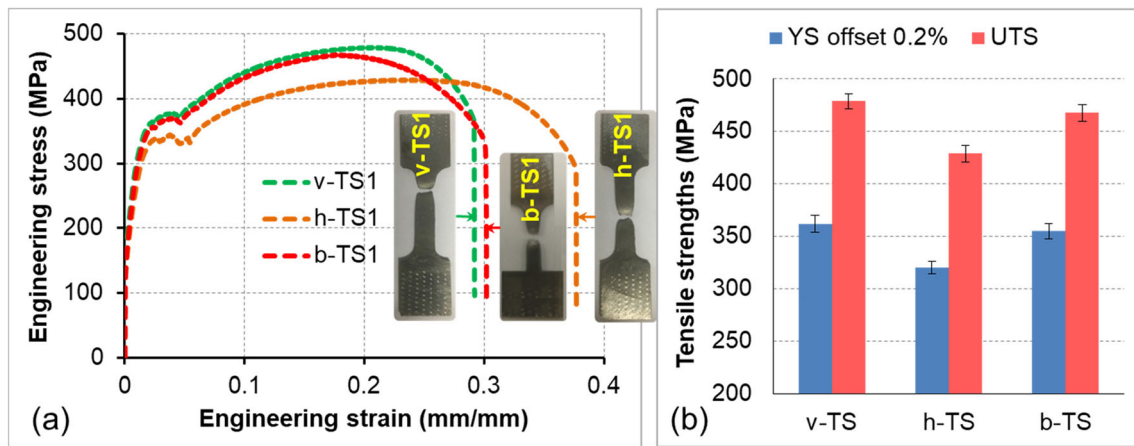 500
400
300
200
100
0
0
0.1
0.2
0.3
0.4
Engineering stress (MPa)
Engineering strain (mm/mm)
v-TS1
h-TS1
b-TS1
v-TS1
b-TS1
h-TS1
(a)
YS offset 0.2%
UTS
500
450
400
350
300
250
200
Tensile strengths (MPa)
v-TS
h-TS
b-TS
(b)